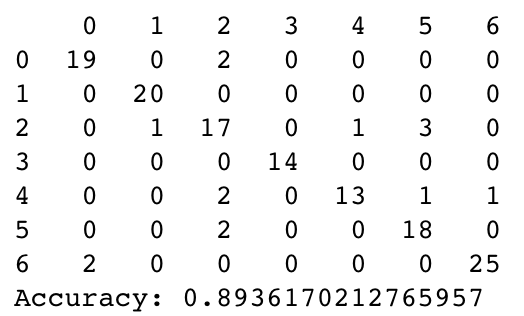 0 1 2 3 4 5 6
0 19 0 2 0 0 0 0
1 0 20 0 0 0 0 0
2 0 1 17 0 1 3 0
3 0 0 0 14 0 0 0
4 0 0 2 0 13 1 1
5 0 0 2 0 0 18 0
6 2 0 0 0 0 0 25
Accuracy: 0.8936170212765957